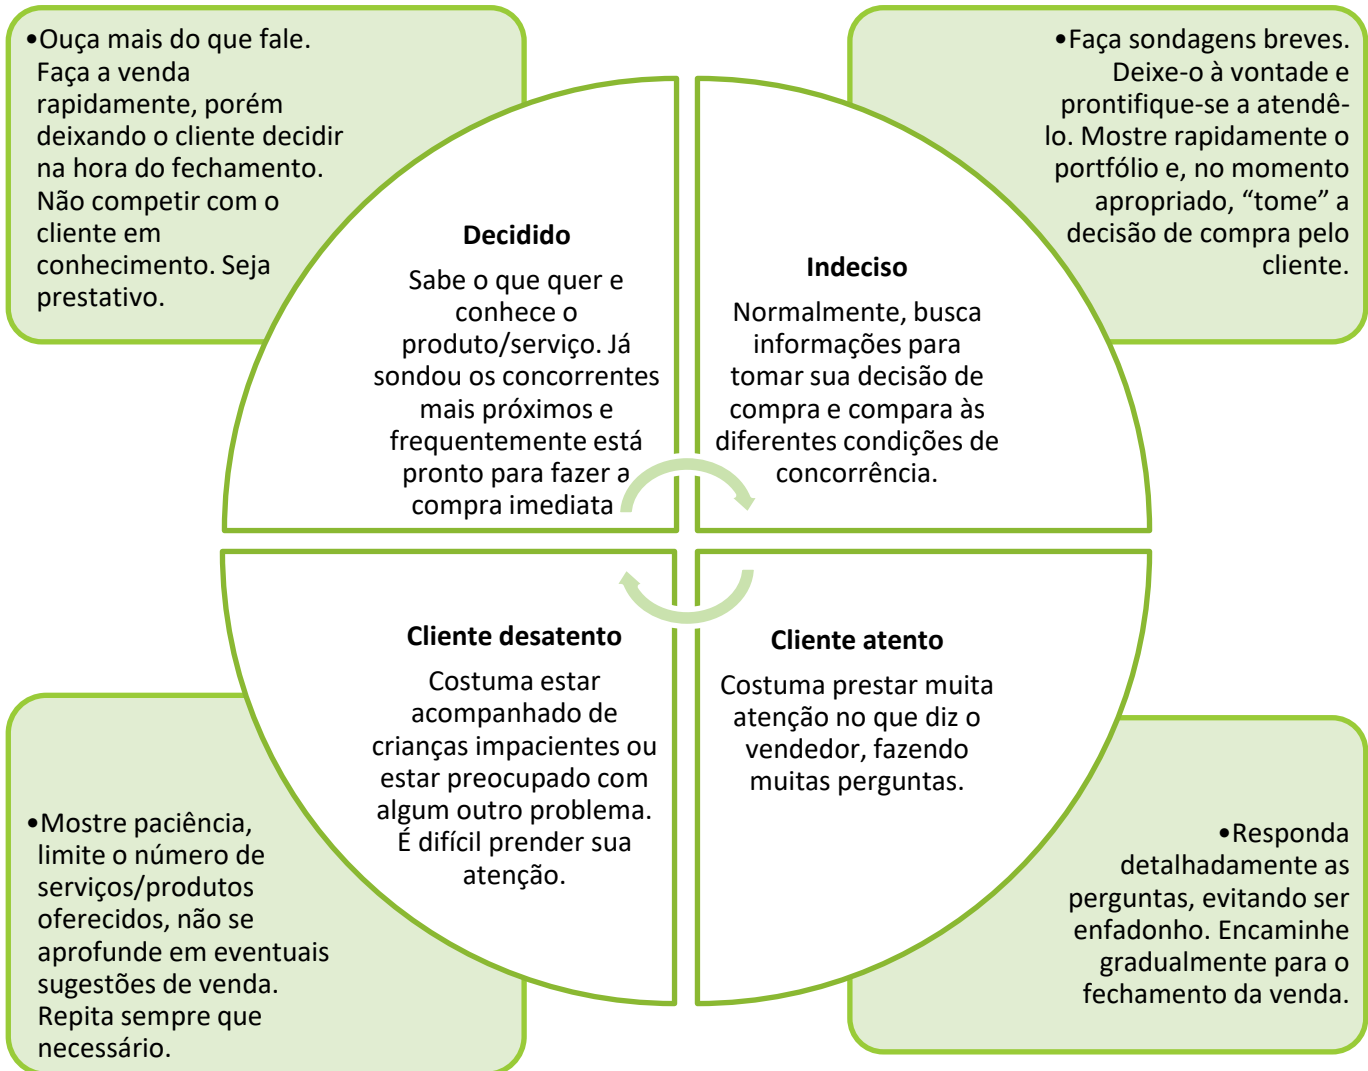 •Ouça mais do que fale.
Faça a venda
rapidamente, porém
deixando o cliente decidir
na hora do fechamento.
Não competir com o
cliente em
conhecimento. Seja
prestativo.
•Faça sondagens breves.
Deixe-o à vontade e
prontifique-se a atendê-
lo. Mostre rapidamente o
portfólio e, no momento
apropriado, “tome” a
decisão de compra pelo
cliente.
Decidido
Sabe o que quer e
conhece o
produto/serviço. Já
sondou os concorrentes
mais próximos e
frequentemente está
pronto para fazer a
compra imediata
Indeciso
Normalmente, busca
informações para
tomar sua decisão de
compra e compara às
diferentes condições de
concorrência.
Cliente desatento
Costuma estar
acompanhado de
crianças impacientes ou
estar preocupado com
algum outro problema.
É difícil prender sua
atenção.
Cliente atento
Costuma prestar muita
atenção no que diz o
vendedor, fazendo
muitas perguntas.
•Mostre paciência,
limite o número de
serviços/produtos
oferecidos, não se
aprofunde em eventuais
sugestões de venda.
Repita sempre que
necessário.
•Responda
detalhadamente as
perguntas, evitando ser
enfadonho. Encaminhe
gradualmente para o
fechamento da venda.